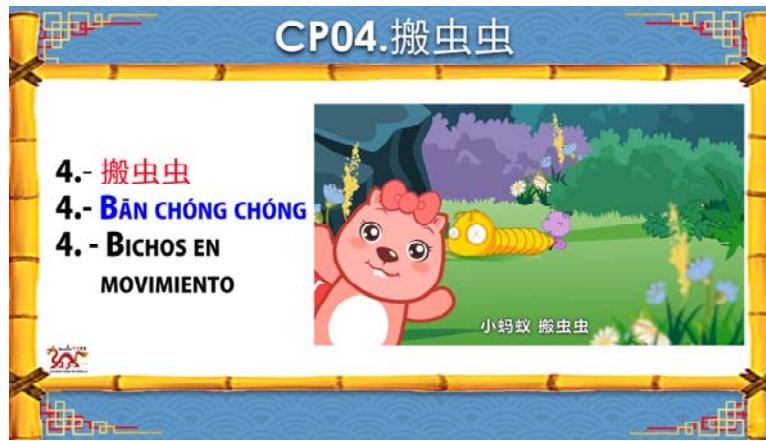 CP04.搬虫虫
4.- 搬虫虫
4.- BĀN CHÓNG CHÓNG
4. - BICHOS EN
MOVIMIENTO
小蚂蚁 搬虫虫